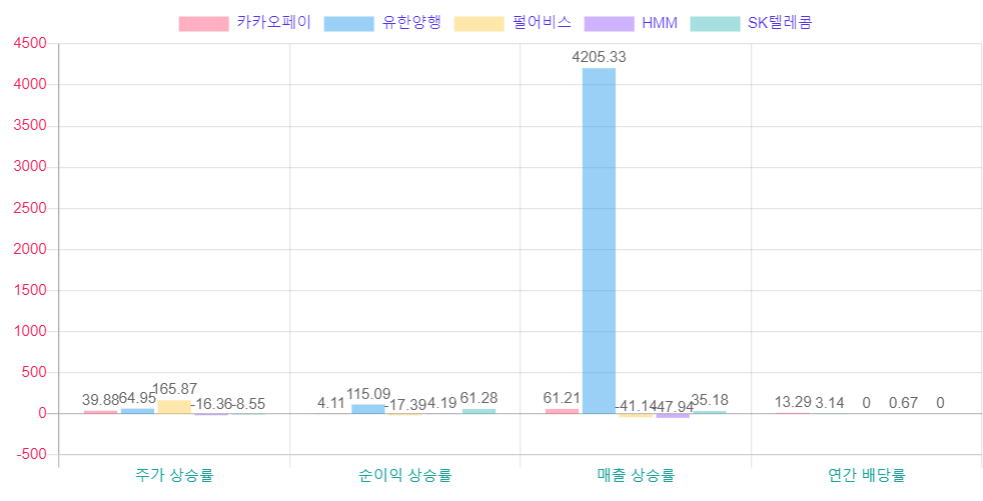 카카오페이 유한양행 펄어비스 HMM SK텔레콤
4500
4000
3500
3000
2500
2000
1500
1000
500
0
-500
39.88 64.95 165.87 -16.36 -8.55
4.11 115.09 -17.39 4.19 61.28
61.21 4205.33 -41.14 -47.94 35.18
13.29 3.14 0 0.67 0
주가 상승률 순이익 상승률 매출 상승률 연간 배당률